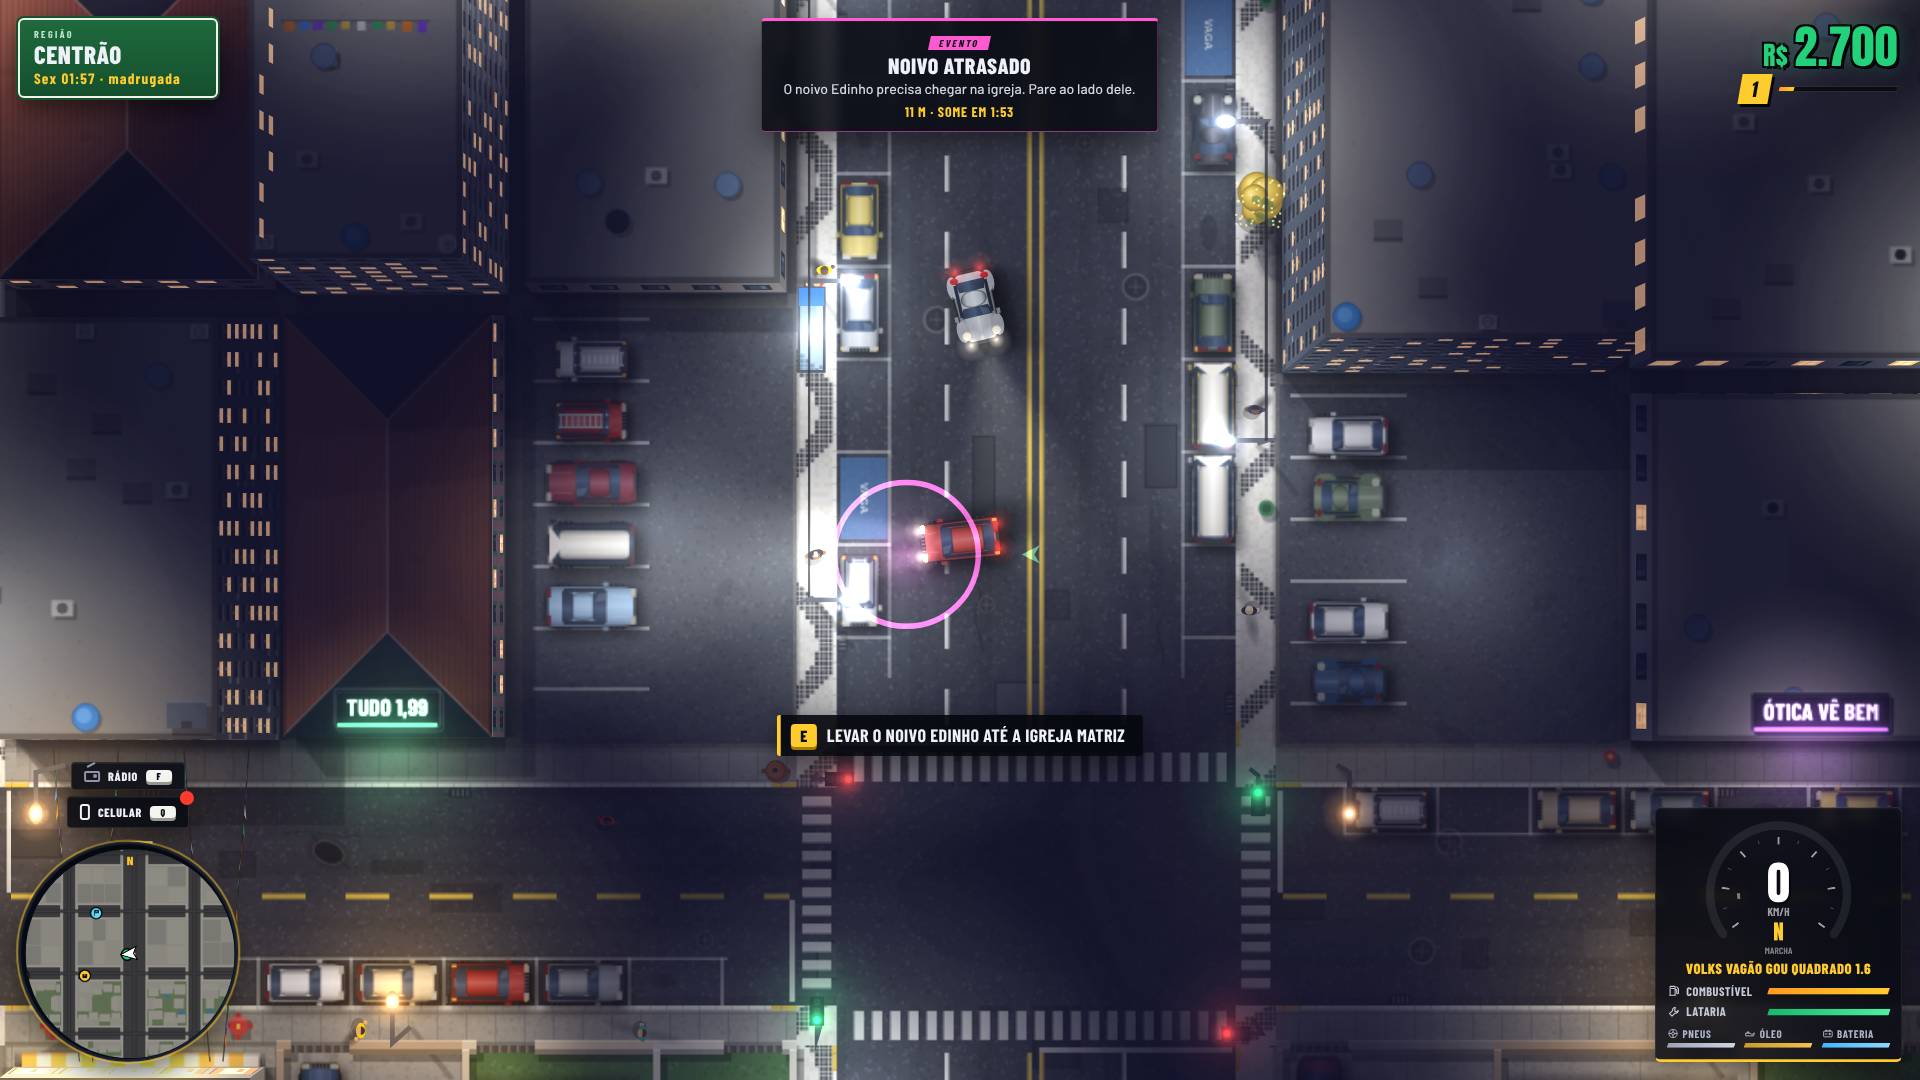 REGIÃO
CENTRÃO
Sex 01:57 · madrugada
EVENTO
NOIVO ATRASADO
O noivo Edinho precisa chegar na igreja. Pare ao lado dele.
11 M · SOME EM 1:53
R$ 2.700
1
VAGA
VAGA
TUDO 1,99
ÓTICA VÊ BEM
E LEVAR O NOIVO EDINHO ATÉ A IGREJA MATRIZ
RÁDIO F
CELULAR Q
N
P
0
KM/H
N
MARCHA
VOLKS VAGÃO GOU QUADRADO 1.6
COMBUSTÍVEL
LATARIA
PNEUS ÓLEO BATERIA